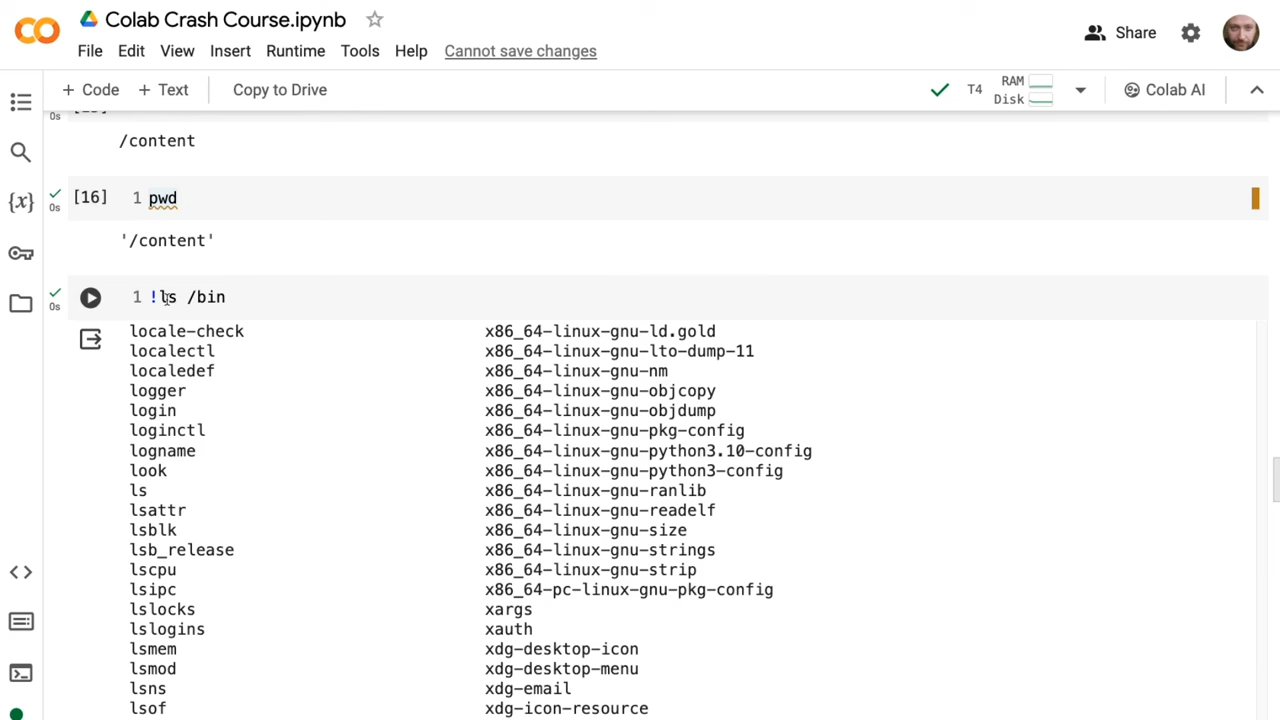 Colab Crash Course.ipynb
File Edit View Insert Runtime Tools Help Cannot save changes
Share
+ Code + Text Copy to Drive
T4 RAM Disk
Colab AI
0s
/content
[16] 1 pwd
0s
'/content'
1 !ls /bin
0s
locale-check x86_64-linux-gnu-ld.gold
localectl x86_64-linux-gnu-lto-dump-11
localedef x86_64-linux-gnu-nm
logger x86_64-linux-gnu-objcopy
login x86_64-linux-gnu-objdump
loginctl x86_64-linux-gnu-pkg-config
logname x86_64-linux-gnu-python3.10-config
look x86_64-linux-gnu-python3-config
ls x86_64-linux-gnu-ranlib
lsattr x86_64-linux-gnu-readelf
lsblk x86_64-linux-gnu-size
lsb_release x86_64-linux-gnu-strings
lscpu x86_64-linux-gnu-strip
lsipc x86_64-pc-linux-gnu-pkg-config
lslocks xargs
lslogins xauth
lsmem xdg-desktop-icon
lsmod xdg-desktop-menu
lsns xdg-email
lsof xdg-icon-resource